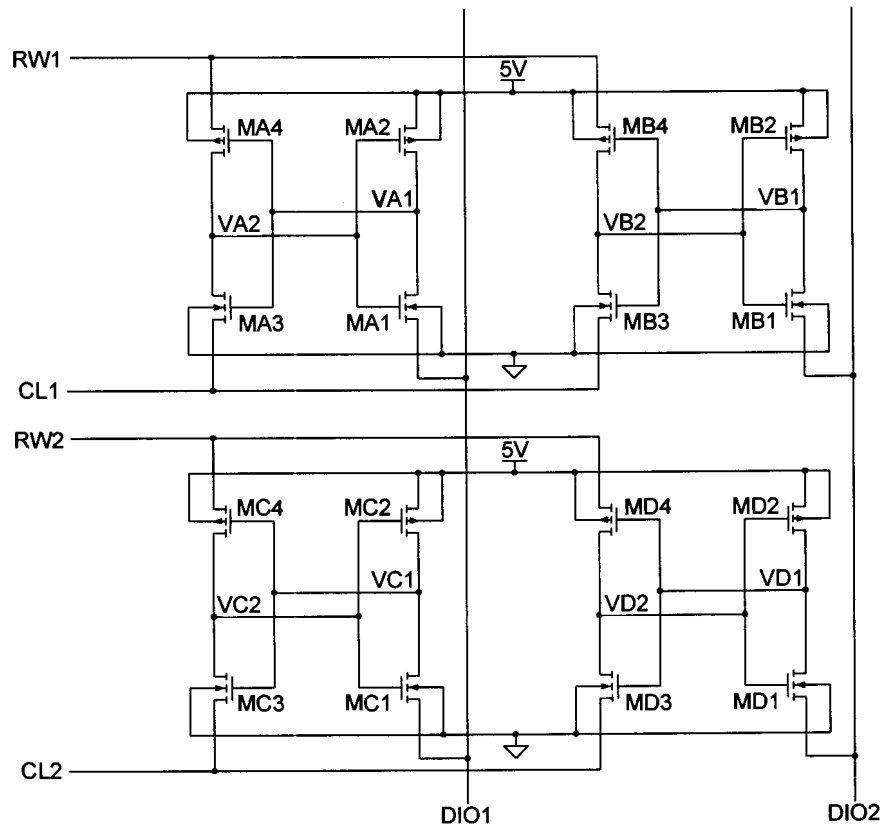 RW1
5V
MA4
MA2
MB4
MB2
VA1
VB1
VA2
VB2
MA3
MA1
MB3
MB1
CL1
RW2
5V
MC4
MC2
MD4
MD2
VC1
VD1
VC2
VD2
MC3
MC1
MD3
MD1
CL2
DIO1
DIO2